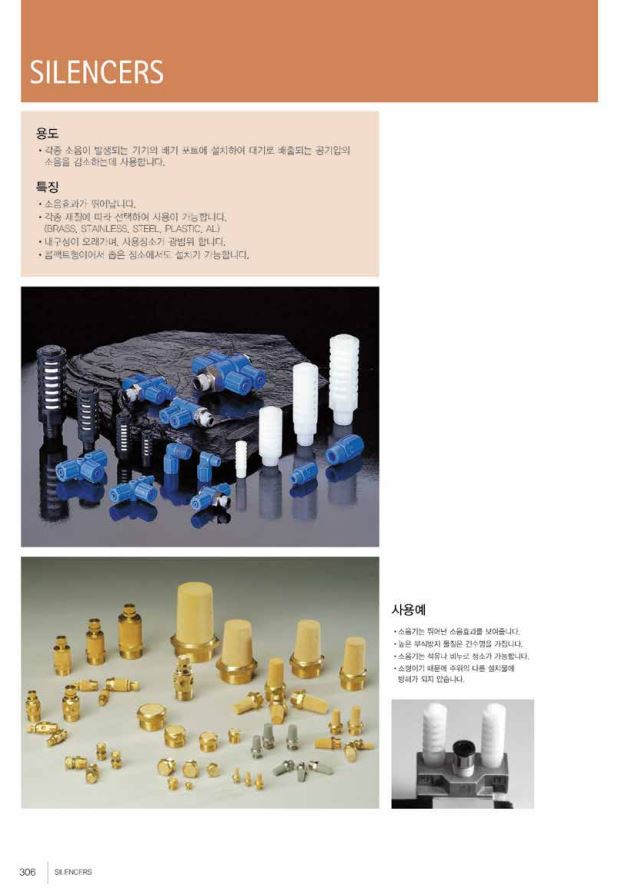 SILENCERS
용도
• 각종 소음이 발생되는 기기의 배기 포트에 설치하여 대기로 배출되는 공기압의
소음을 감소하는데 사용합니다.
특징
• 소음효과가 뛰어납니다.
• 각종 재질에 따라 선택하여 사용이 가능합니다.
(BRASS, STAINLESS, STEEL, PLASTIC, AL)
• 내구성이 오래가며, 사용장소가 광범위 합니다.
• 콤팩트형이어서 좁은 장소에서도 설치가 가능합니다.
사용예
• 소음기는 뛰어난 소음효과를 보여줍니다.
• 높은 부식방지 물질은 긴수명을 가집니다.
• 소음기는 석유나 비누로 청소가 가능합니다.
• 소형이기 때문에 주위의 다른 설치물에
방해가 되지 않습니다.
306 SILENCERS